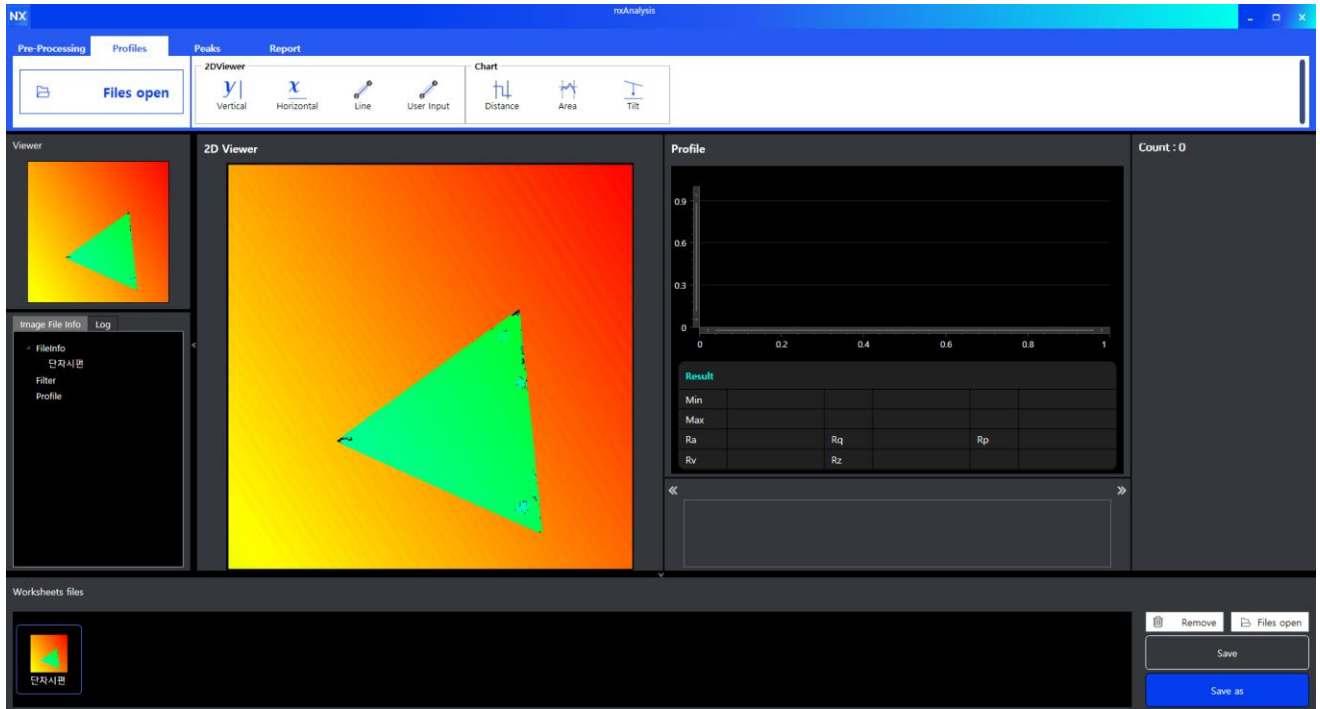 NX
nxAnalysis
Pre-Processing Profiles Peaks Report
Files open
2DViewer
y|
Vertical
x
Horizontal
Line
User Input
Chart
Distance
Area
Tilt
Viewer
2D Viewer
Profile
Count : 0
0.9
0.6
0.3
0
0 0.2 0.4 0.6 0.8 1
Image File Info Log
FileInfo
단자시편
Filter
Profile
Result
Min
Max
Ra Rq Rp
Rv Rz
Worksheets files
단자시편
Remove
Files open
Save
Save as